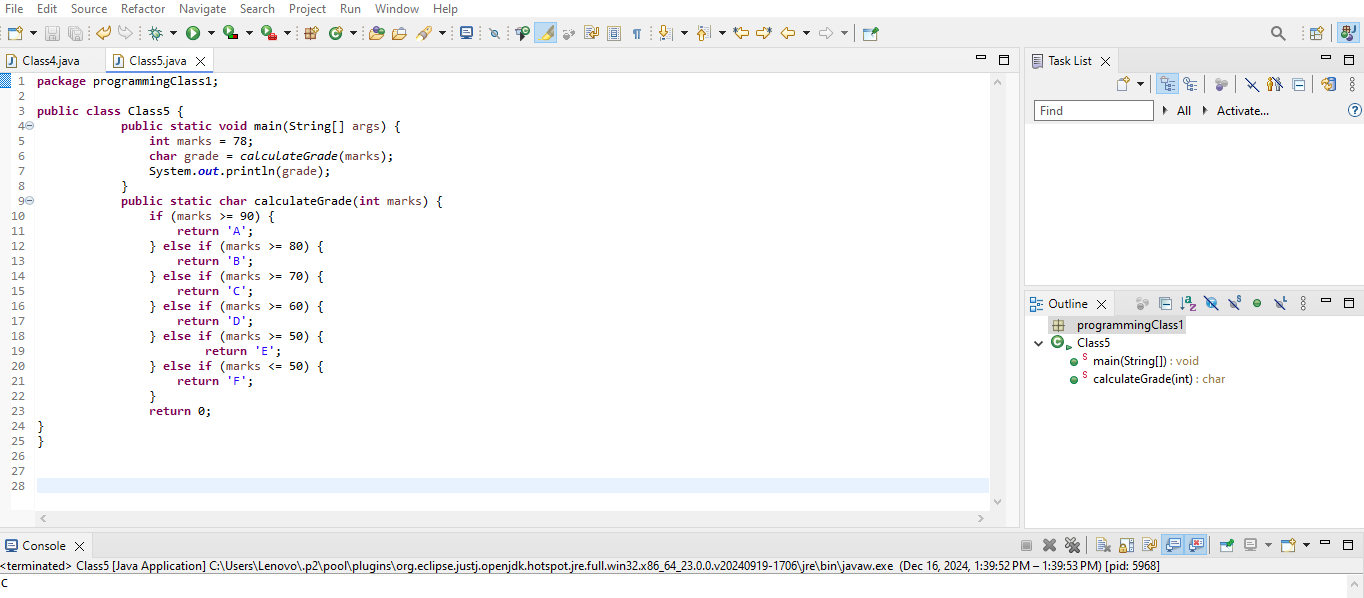 File Edit Source Refactor Navigate Search Project Run Window Help
Class4.java Class5.java
1 package programmingClass1;
2
3 public class Class5 {
4 public static void main(String[] args) {
5 int marks = 78;
6 char grade = calculateGrade(marks);
7 System.out.println(grade);
8 }
9 public static char calculateGrade(int marks) {
10 if (marks >= 90) {
11 return 'A';
12 } else if (marks >= 80) {
13 return 'B';
14 } else if (marks >= 70) {
15 return 'C';
16 } else if (marks >= 60) {
17 return 'D';
18 } else if (marks >= 50) {
19 return 'E';
20 } else if (marks <= 50) {
21 return 'F';
22 }
23 return 0;
24 }
25 }
26
27
28
Task List
Find All Activate...
Outline
programmingClass1
Class5
main(String[]) : void
calculateGrade(int) : char
Console
<terminated> Class5 [Java Application] C:\Users\Lenovo\.p2\pool\plugins\org.eclipse.justj.openjdk.hotspot.jre.full.win32.x86_64_23.0.0.v20240919-1706\jre\bin\javaw.exe (Dec 16, 2024, 1:39:52 PM – 1:39:53 PM) [pid: 5968]
C